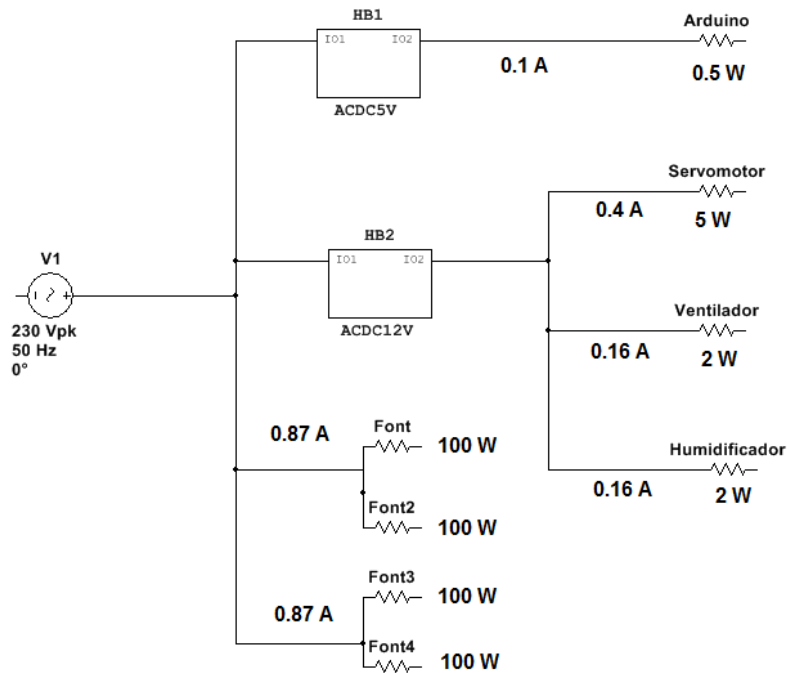 HB1
IO1 IO2
ACDC5V
0.1 A
Arduino
0.5 W
Servomotor
0.4 A
5 W
HB2
IO1 IO2
ACDC12V
V1
230 Vpk
50 Hz
0°
Ventilador
0.16 A
2 W
Humidificador
0.16 A
2 W
0.87 A
Font
100 W
Font2
100 W
0.87 A
Font3
100 W
Font4
100 W